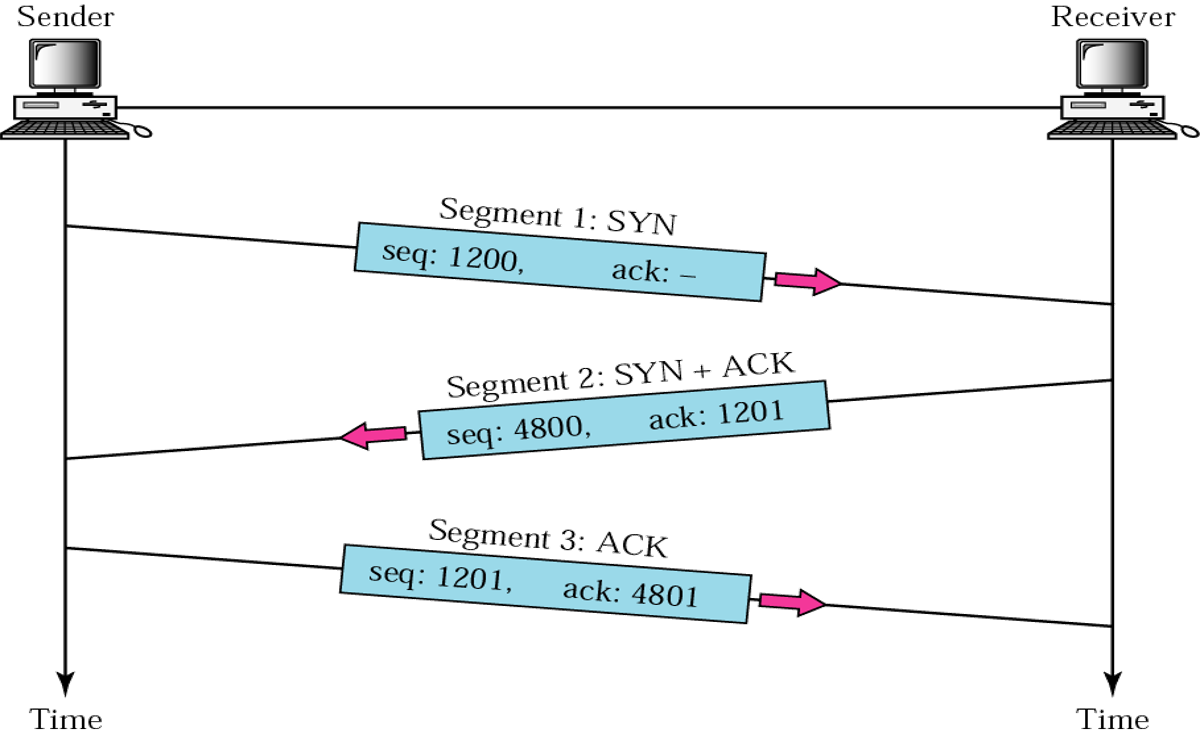 Sender
Receiver
Segment 1: SYN
seq: 1200, ack: –
Segment 2: SYN + ACK
seq: 4800, ack: 1201
Segment 3: ACK
seq: 1201, ack: 4801
Time
Time